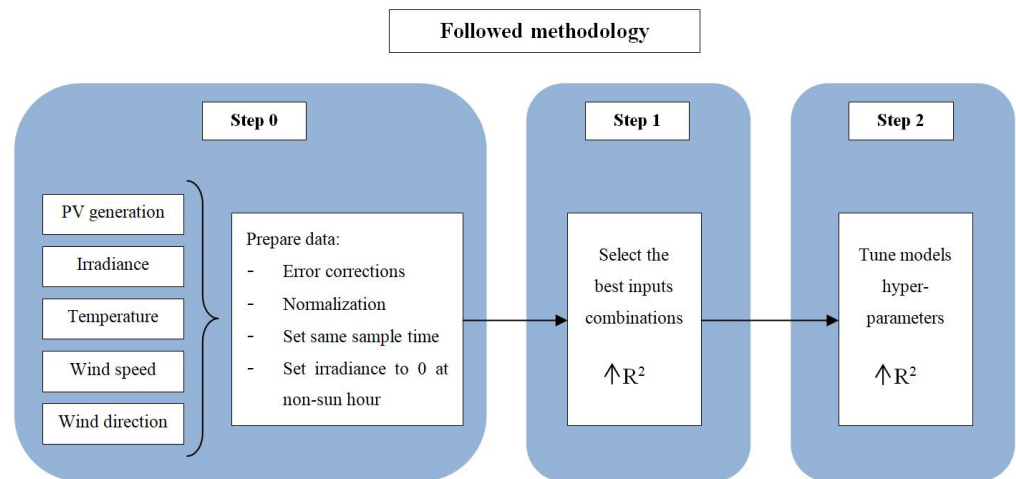 Followed methodology
Step 0
PV generation
Irradiance
Temperature
Wind speed
Wind direction
Prepare data:
- Error corrections
- Normalization
- Set same sample time
- Set irradiance to 0 at
non-sun hour
Step 1
Select the
best inputs
combinations
↑R²
Step 2
Tune models
hyper-
parameters
↑R²